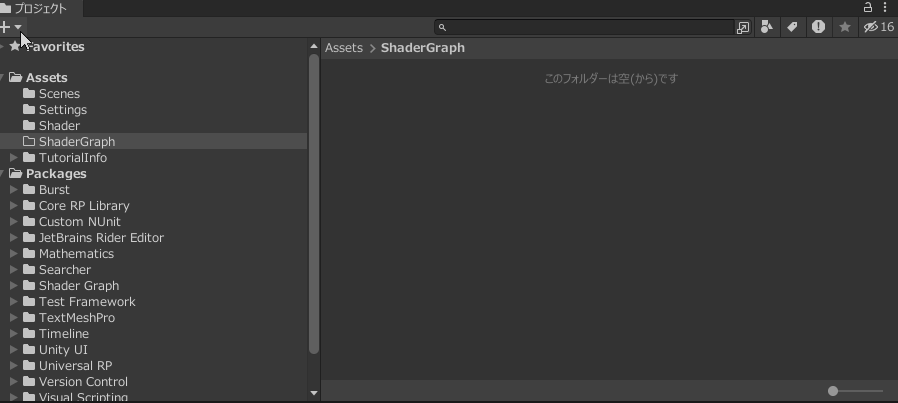 プロジェクト
16
Favorites
Assets
Scenes
Settings
Shader
ShaderGraph
TutorialInfo
Packages
Burst
Core RP Library
Custom NUnit
JetBrains Rider Editor
Mathematics
Searcher
Shader Graph
Test Framework
TextMeshPro
Timeline
Unity UI
Universal RP
Version Control
Visual Scripting
Assets > ShaderGraph
このフォルダーは空(から)です